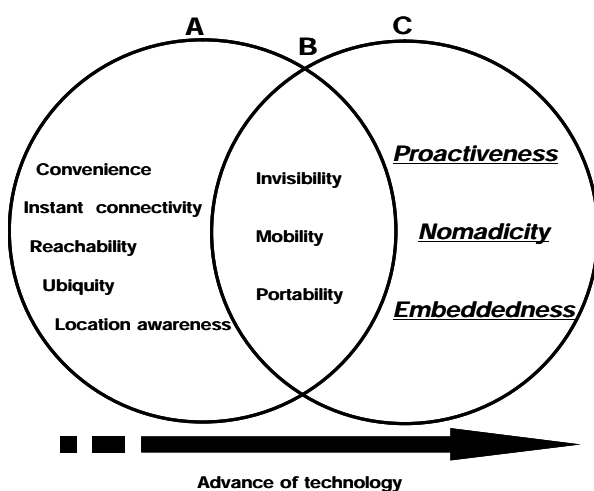 A
B
C
Convenience
Instant connectivity
Reachability
Ubiquity
Location awareness
Invisibility
Mobility
Portability
Proactiveness
Nomadicity
Embeddedness
Advance of technology